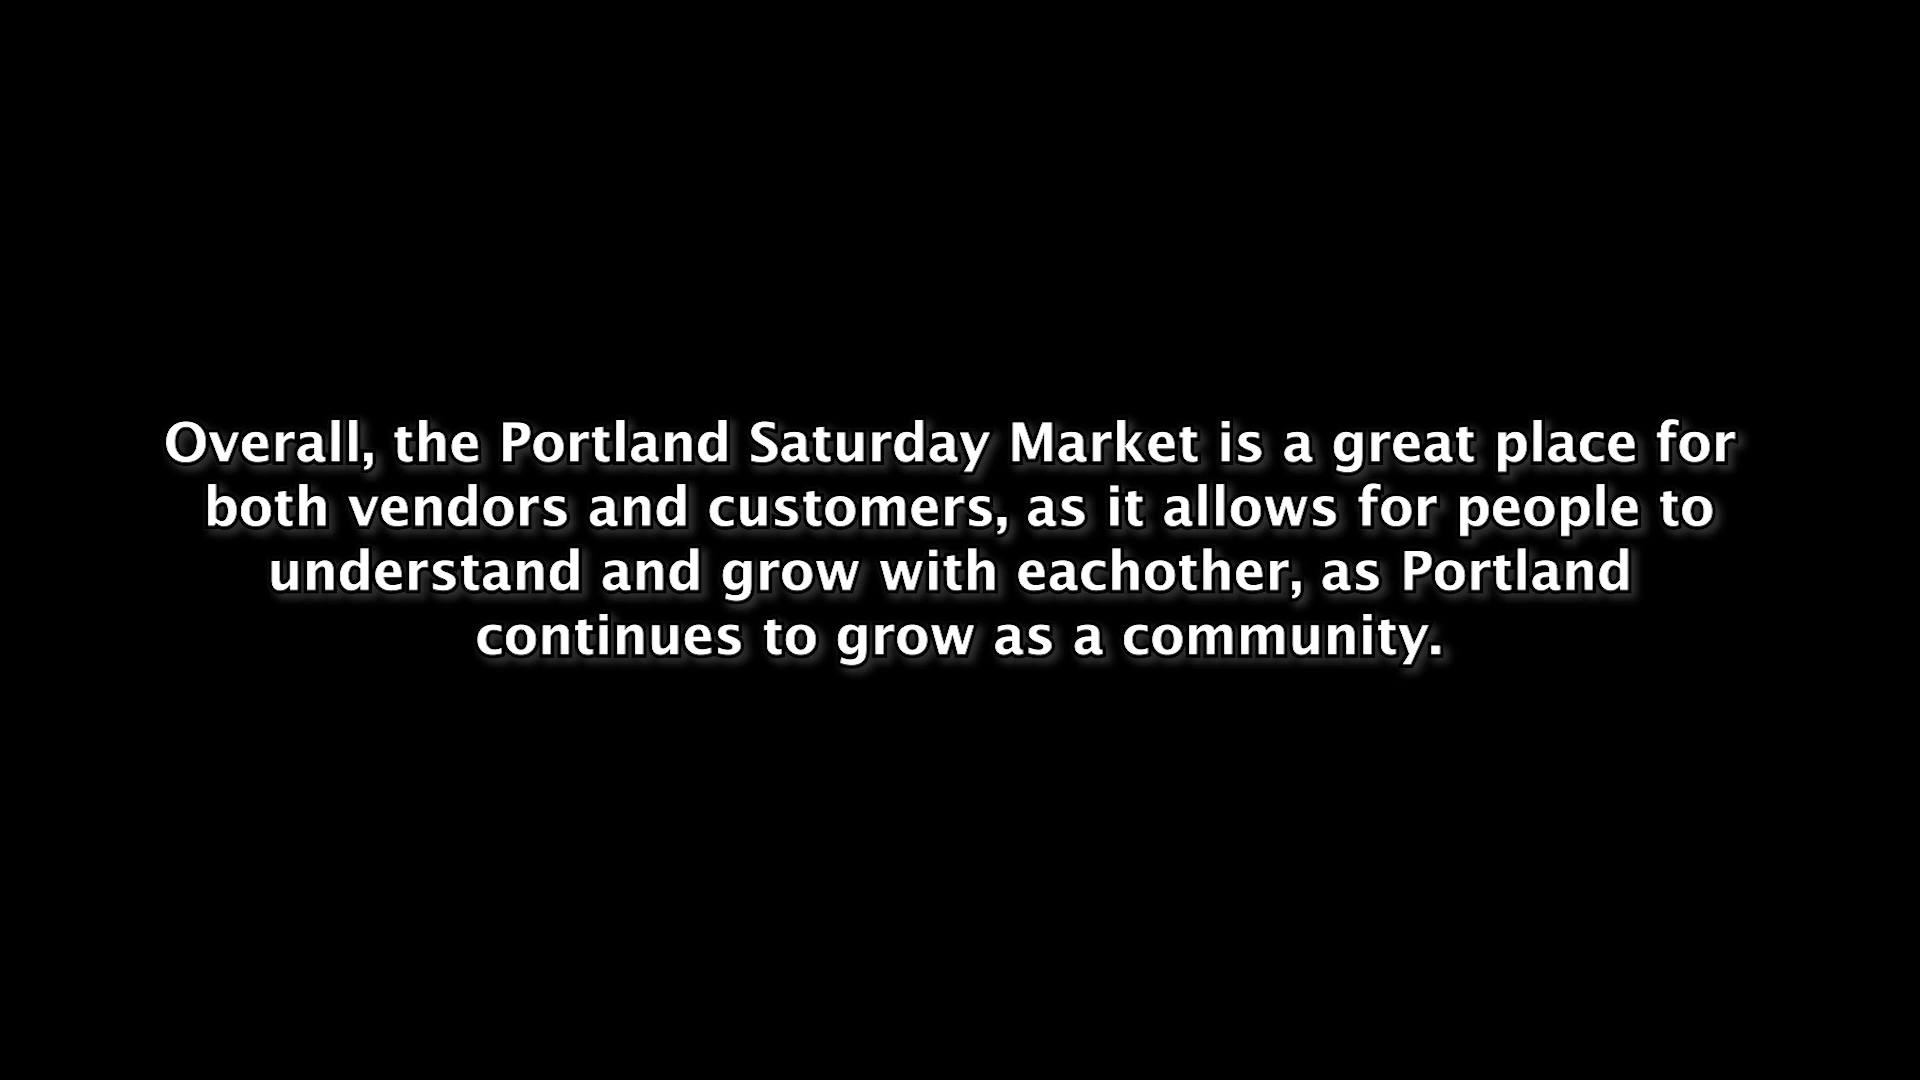 Overall, the Portland Saturday Market is a great place for
both vendors and customers, as it allows for people to
understand and grow with eachother, as Portland
continues to grow as a community.